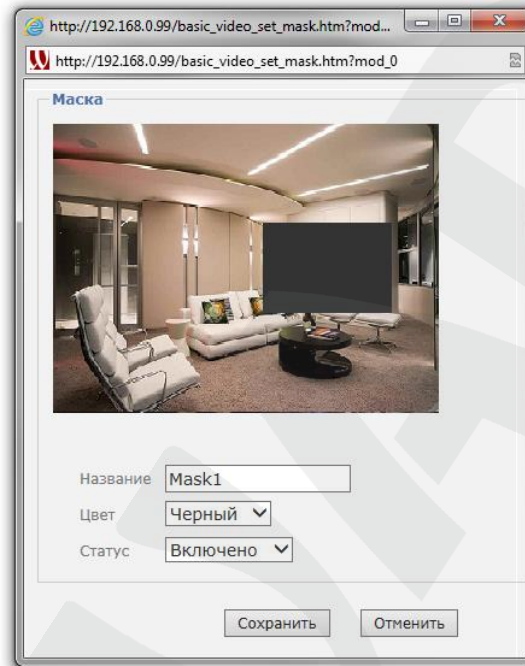 http://192.168.0.99/basic_video_set_mask.htm?mod...
http://192.168.0.99/basic_video_set_mask.htm?mod_0
Маска
Название Mask1
Цвет Черный
Статус Включено
Сохранить Отменить